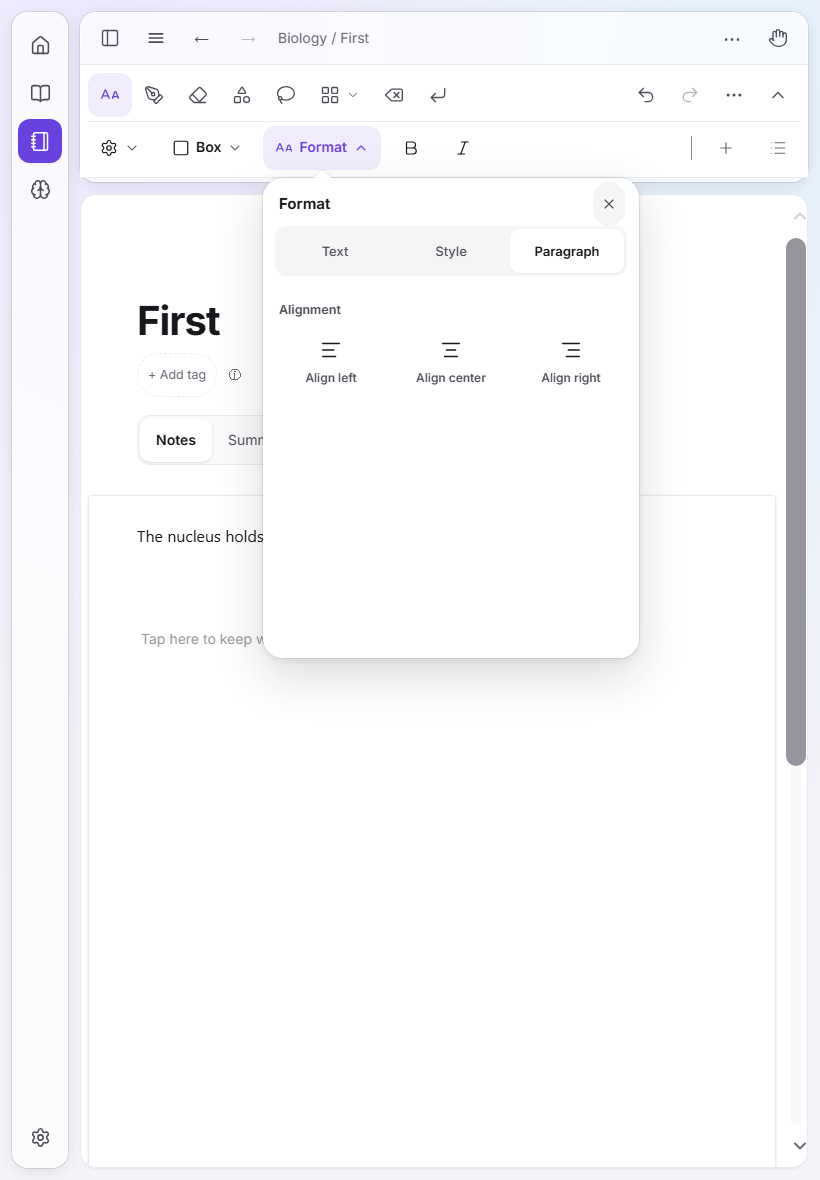 Biology / First
Box
AA Format
B I
Format
Text Style Paragraph
Alignment
Align left Align center Align right
First
+ Add tag
Notes Summ
The nucleus holds
Tap here to keep w